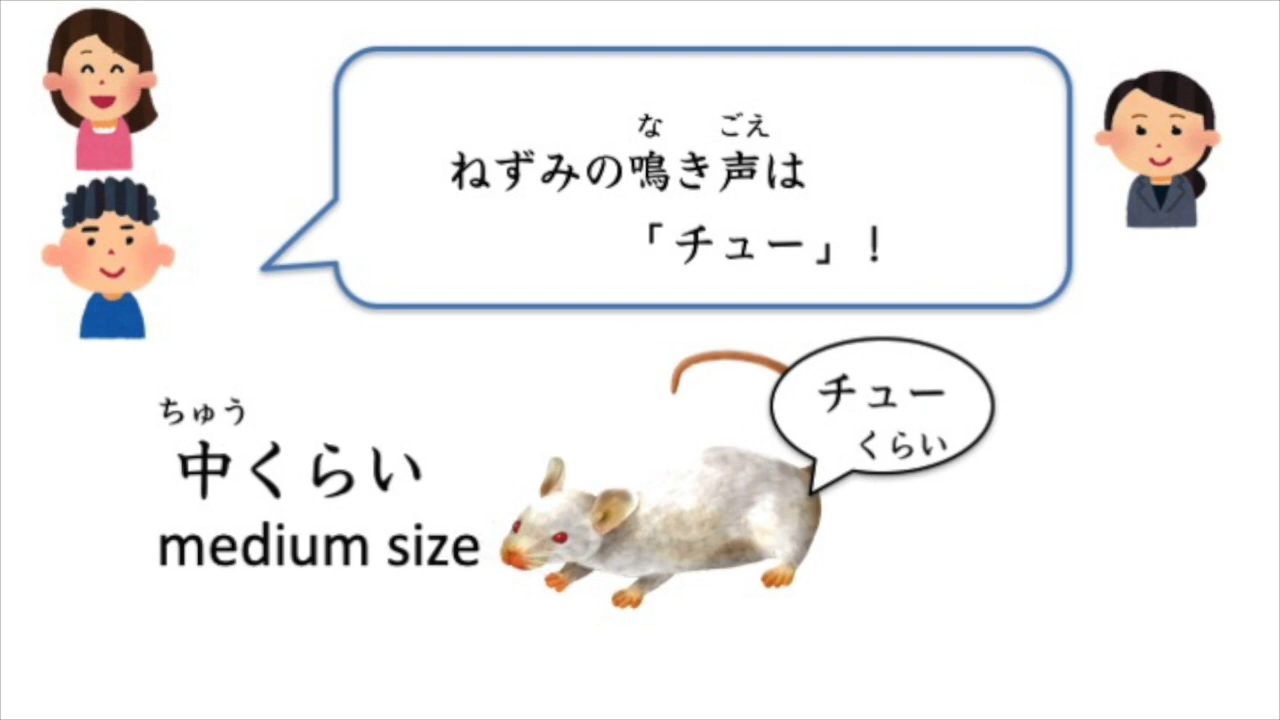 な ごえ
ねずみの鳴き声は
「チュー」！
チュー
くらい
ちゅう
中くらい
medium size